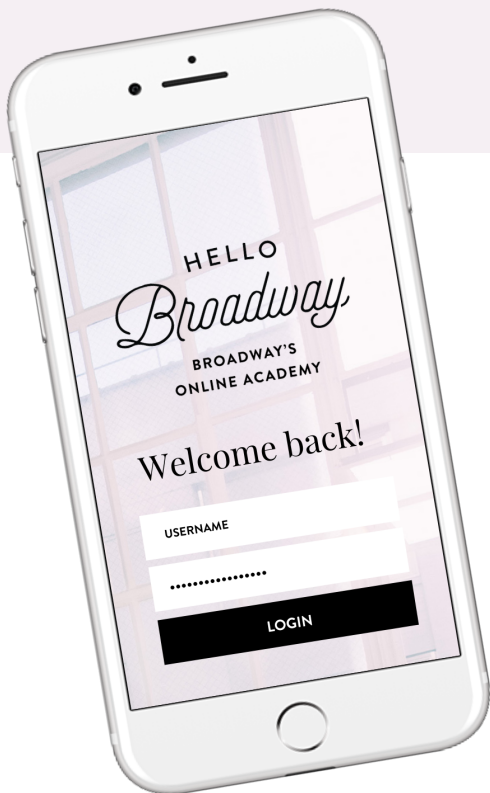 HELLO
Broadway
BROADWAY'S
ONLINE ACADEMY
Welcome back!
USERNAME
•••••••••••••••••
LOGIN